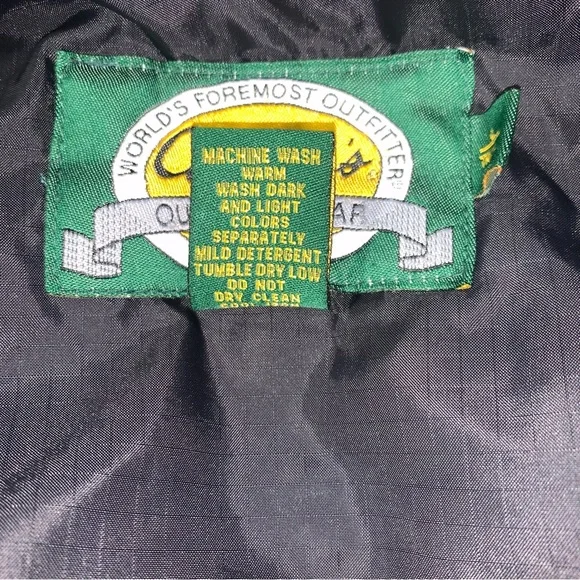 WORLD'S FOREMOST OUTFITTER
MACHINE WASH
WARM
WASH DARK
AND LIGHT
COLORS
SEPARATELY
MILD DETERGENT
TUMBLE DRY LOW
DO NOT
DRY CLEAN